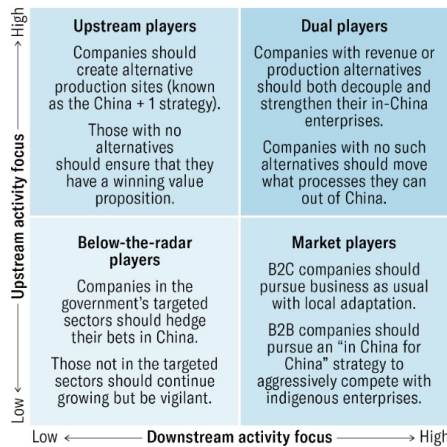 High
Upstream activity focus
Low
Upstream players
Companies should
create alternative
production sites (known
as the China + 1 strategy).
Those with no
alternatives
should ensure that they
have a winning value
proposition.
Dual players
Companies with revenue or
production alternatives
should both decouple and
strengthen their in-China
enterprises.
Companies with no such
alternatives should move
what processes they can
out of China.
Below-the-radar
players
Companies in the
government’s targeted
sectors should hedge
their bets in China.
Those not in the targeted
sectors should continue
growing but be vigilant.
Market players
B2C companies should
pursue business as usual
with local adaptation.
B2B companies should
pursue an “in China for
China” strategy to
aggressively compete with
indigenous enterprises.
Low Downstream activity focus High